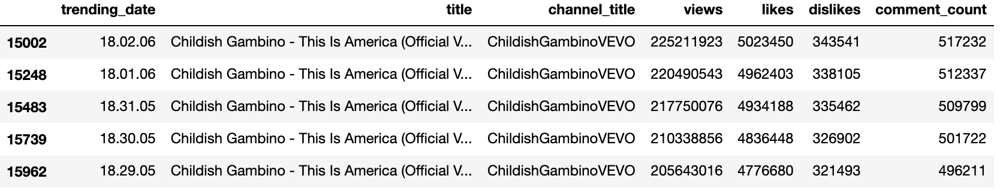 trending_date title channel_title views likes dislikes comment_count
15002 18.02.06 Childish Gambino - This Is America (Official V... ChildishGambinoVEVO 225211923 5023450 343541 517232
15248 18.01.06 Childish Gambino - This Is America (Official V... ChildishGambinoVEVO 220490543 4962403 338105 512337
15483 18.31.05 Childish Gambino - This Is America (Official V... ChildishGambinoVEVO 217750076 4934188 335462 509799
15739 18.30.05 Childish Gambino - This Is America (Official V... ChildishGambinoVEVO 210338856 4836448 326902 501722
15962 18.29.05 Childish Gambino - This Is America (Official V... ChildishGambinoVEVO 205643016 4776680 321493 496211